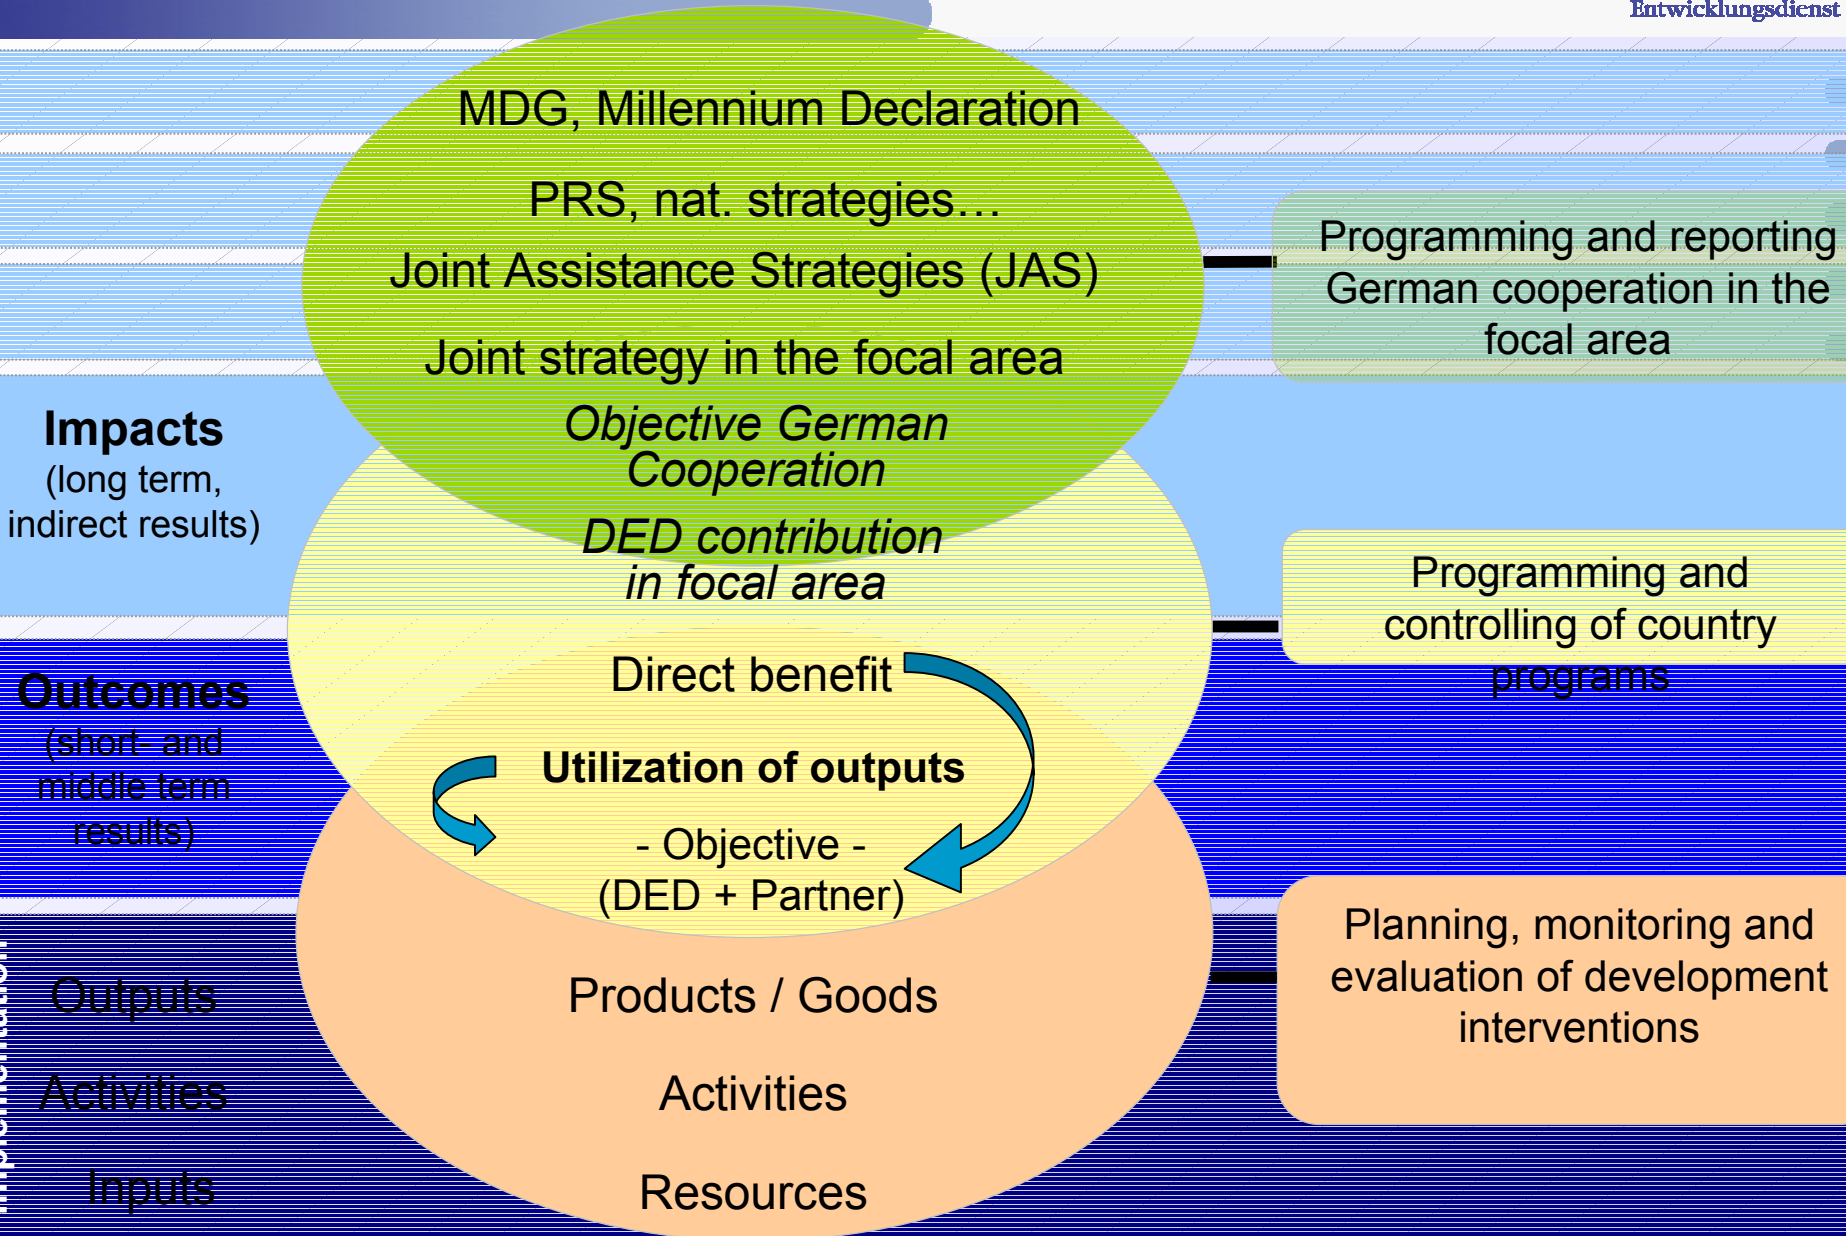 Entwicklungsdienst
MDG, Millennium Declaration
PRS, nat. strategies…
Joint Assistance Strategies (JAS)
Joint strategy in the focal area
Objective German
Cooperation
DED contribution
in focal area
Direct benefit
Utilization of outputs
- Objective -
(DED + Partner)
Products / Goods
Activities
Resources
Impacts
(long term,
indirect results)
Outcomes
(short- and
middle term
results)
Outputs
Activities
Inputs
Programming and reporting
German cooperation in the
focal area
Programming and
controlling of country
programs
Planning, monitoring and
evaluation of development
interventions